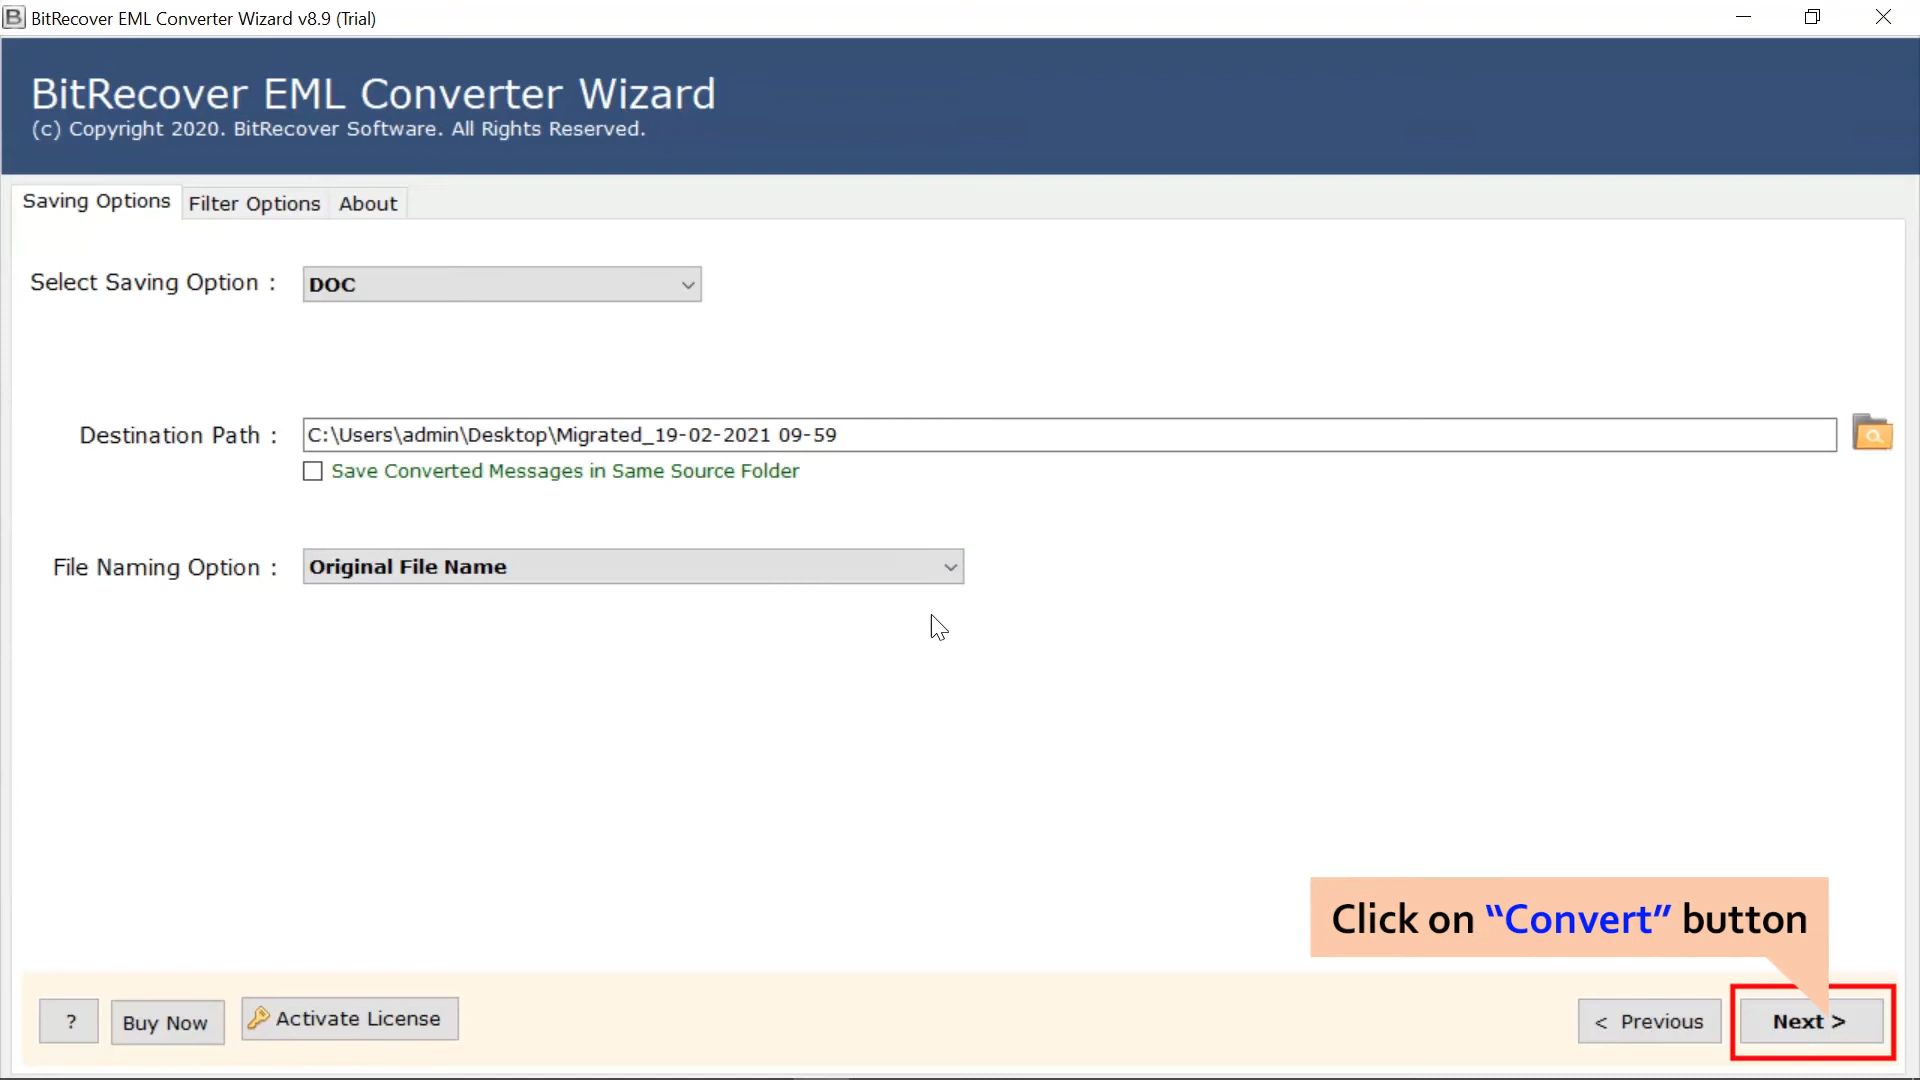 BitRecover EML Converter Wizard v8.9 (Trial)
BitRecover EML Converter Wizard
(c) Copyright 2020. BitRecover Software. All Rights Reserved.
Saving Options Filter Options About
Select Saving Option : DOC
Destination Path : C:\Users\admin\Desktop\Migrated_19-02-2021 09-59
Save Converted Messages in Same Source Folder
File Naming Option : Original File Name
Click on “Convert” button
? Buy Now Activate License < Previous Next >